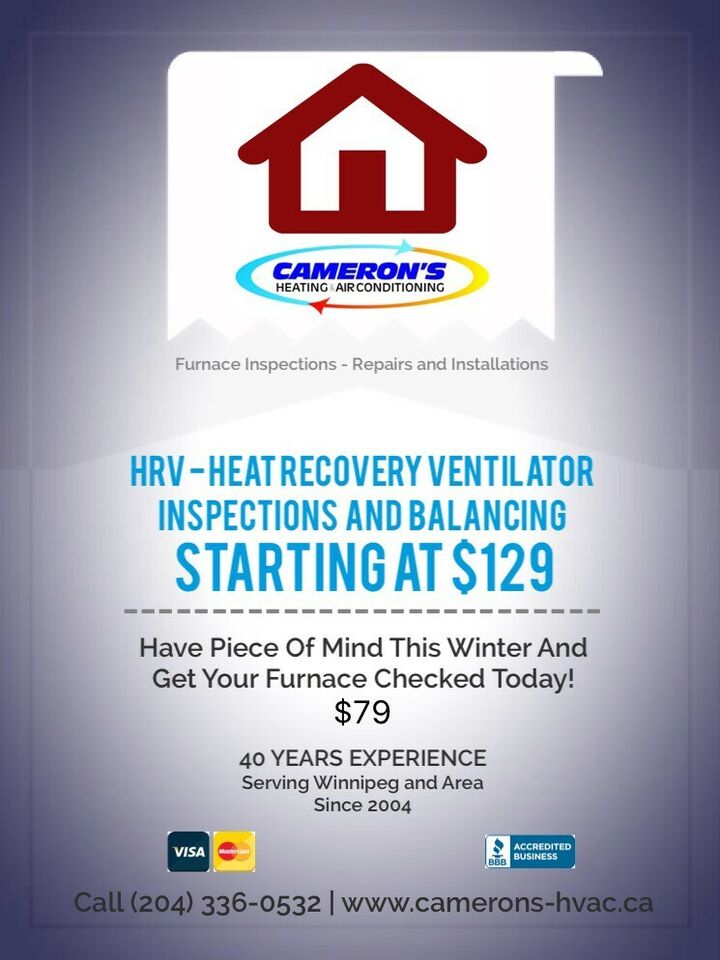 CAMERON'S
HEATING & AIR CONDITIONING
Furnace Inspections - Repairs and Installations
HRV - HEAT RECOVERY VENTILATOR
INSPECTIONS AND BALANCING
STARTING AT $129
Have Piece Of Mind This Winter And
Get Your Furnace Checked Today!
$79
40 YEARS EXPERIENCE
Serving Winnipeg and Area
Since 2004
VISA
MasterCard
BBB
ACCREDITED
BUSINESS
Call (204) 336-0532 | www.camerons-hvac.ca